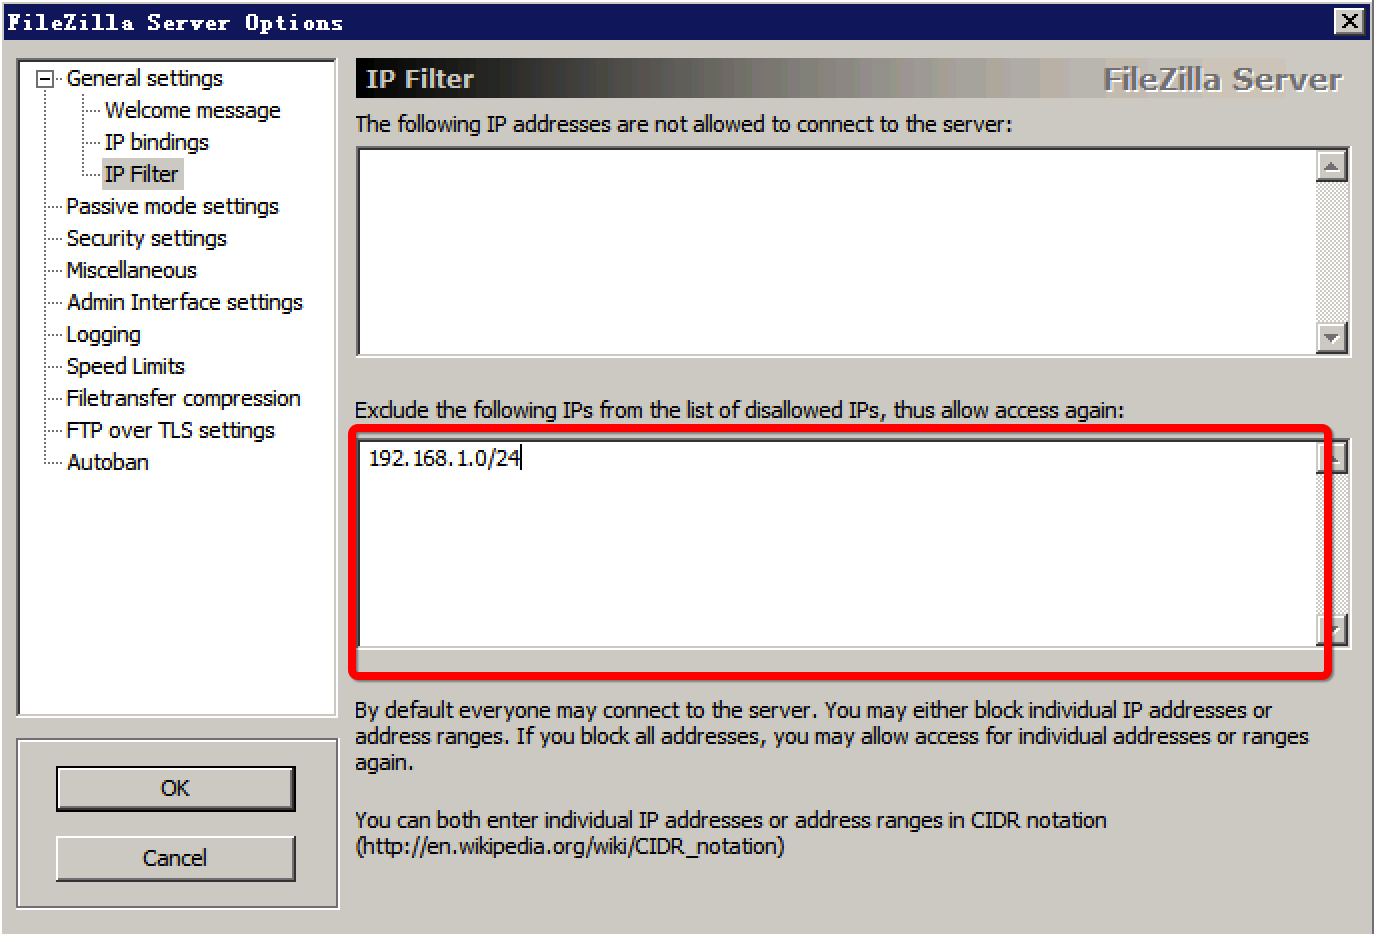 FileZilla Server Options
General settings
Welcome message
IP bindings
IP Filter
Passive mode settings
Security settings
Miscellaneous
Admin Interface settings
Logging
Speed Limits
Filetransfer compression
FTP over TLS settings
Autoban
OK
Cancel
IP Filter
FileZilla Server
The following IP addresses are not allowed to connect to the server:
Exclude the following IPs from the list of disallowed IPs, thus allow access again:
192.168.1.0/24
By default everyone may connect to the server. You may either block individual IP addresses or
address ranges. If you block all addresses, you may allow access for individual addresses or ranges
again.
You can both enter individual IP addresses or address ranges in CIDR notation
(http://en.wikipedia.org/wiki/CIDR_notation)